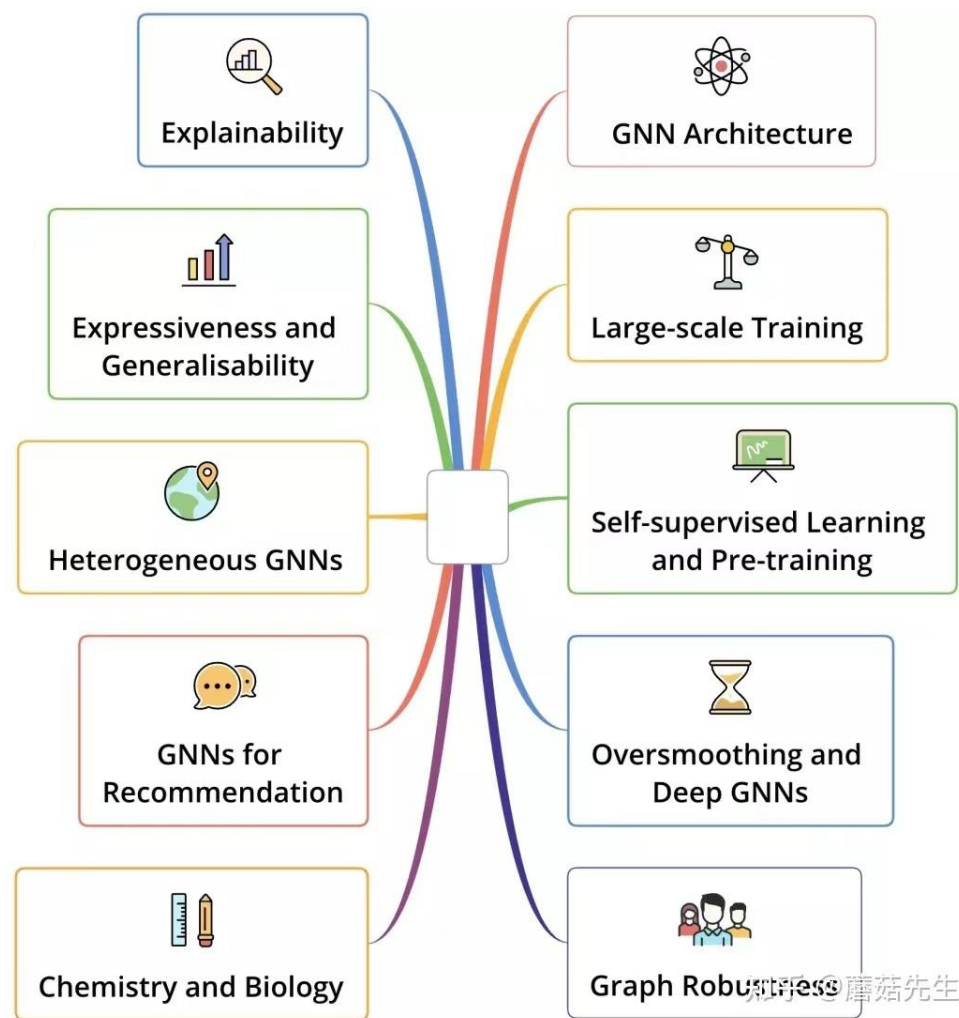 Explainability
GNN Architecture
Expressiveness and
Generalisability
Large-scale Training
Heterogeneous GNNs
Self-supervised Learning
and Pre-training
GNNs for
Recommendation
Oversmoothing and
Deep GNNs
Chemistry and Biology
Graph Robustness
知乎 @蘑菇先生